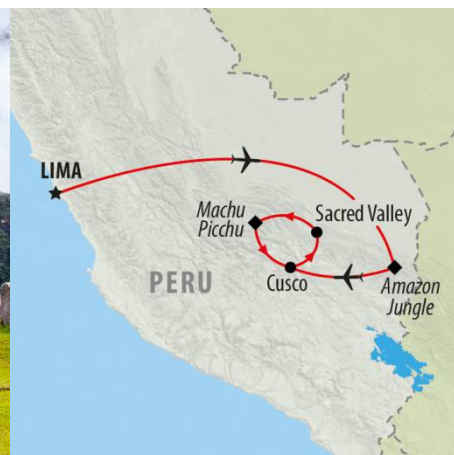 LIMA
Machu
Picchu
Sacred Valley
Cusco
PERU
Amazon
Jungle